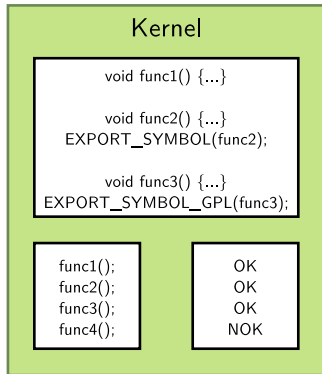 Kernel
void func1() {...}
void func2() {...}
EXPORT_SYMBOL(func2);
void func3() {...}
EXPORT_SYMBOL_GPL(func3);
func1();
func2();
func3();
func4();
OK
OK
OK
NOK